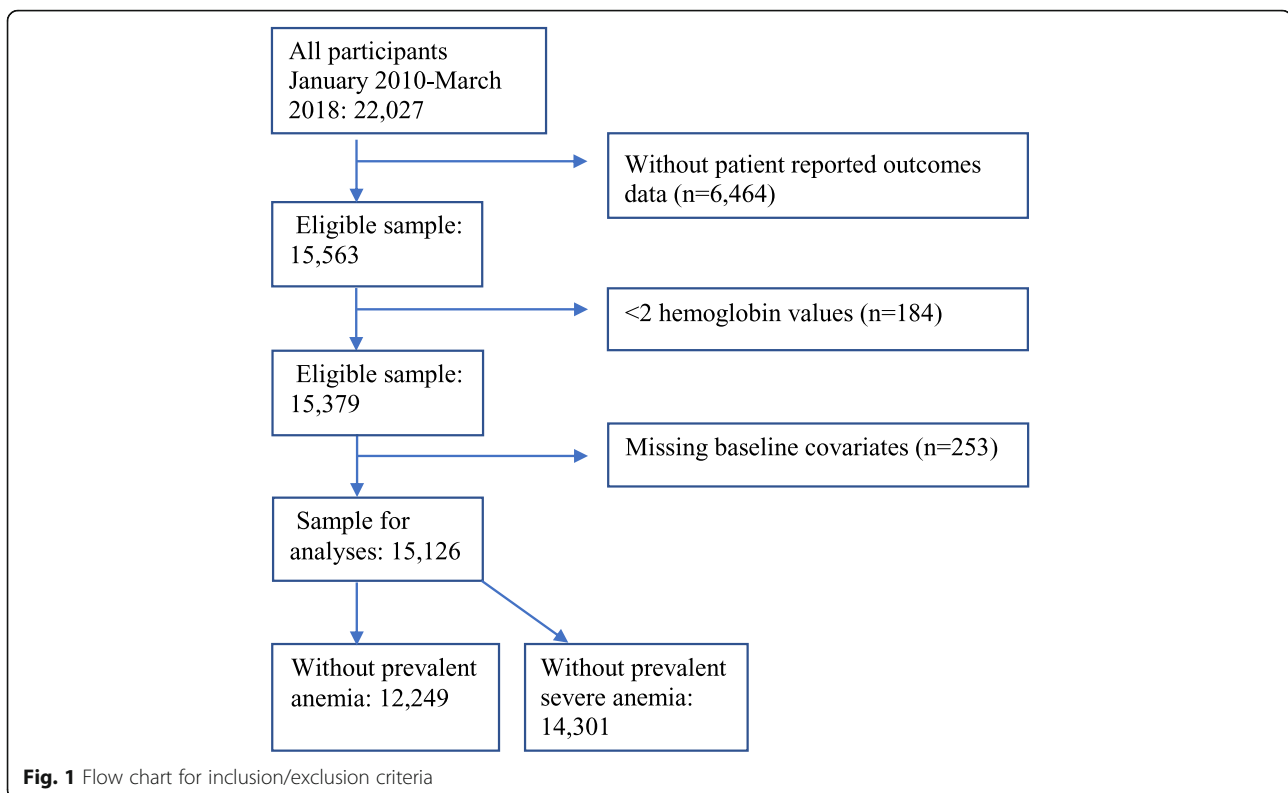 All participants
January 2010-March
2018: 22,027
Without patient reported outcomes
data (n=6,464)
Eligible sample:
15,563
<2 hemoglobin values (n=184)
Eligible sample:
15,379
Missing baseline covariates (n=253)
Sample for
analyses: 15,126
Without prevalent
anemia: 12,249
Without prevalent
severe anemia:
14,301
Fig. 1 Flow chart for inclusion/exclusion criteria